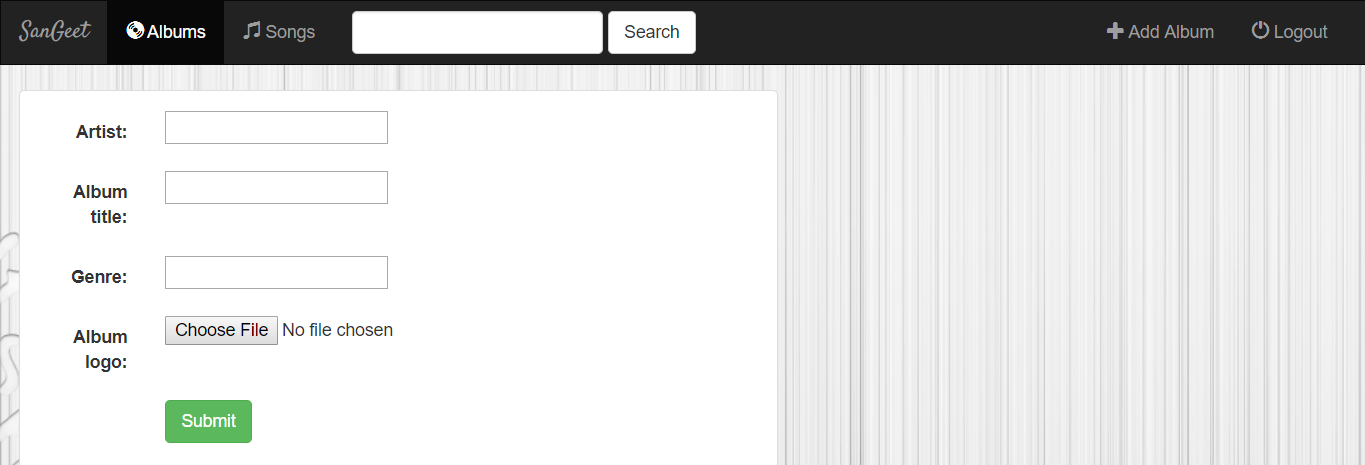 SanGeet Albums Songs Search Add Album Logout
Artist:
Album
title:
Genre:
Album
logo:
Choose File No file chosen
Submit